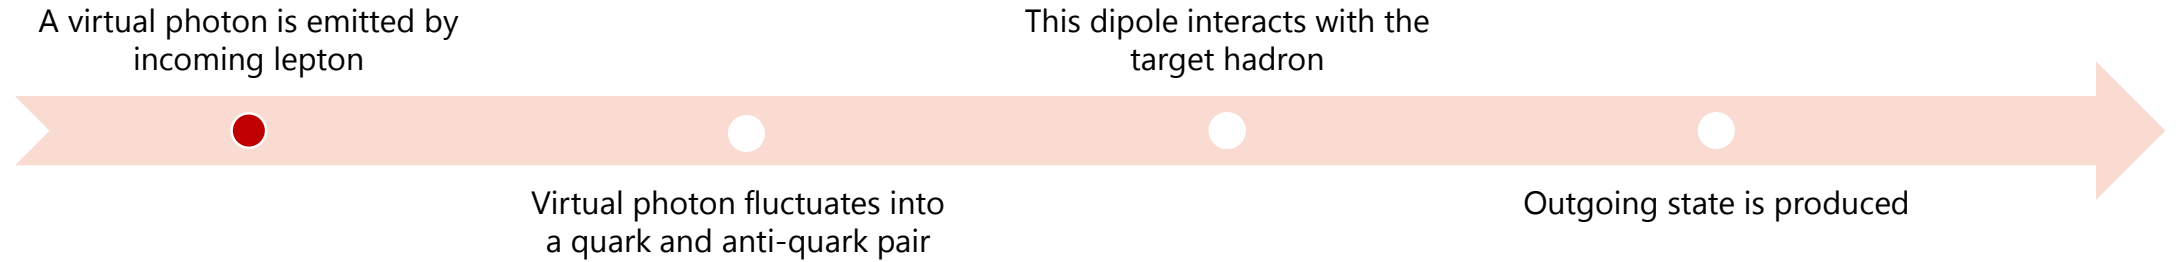 A virtual photon is emitted by
incoming lepton
Virtual photon fluctuates into
a quark and anti-quark pair
This dipole interacts with the
target hadron
Outgoing state is produced